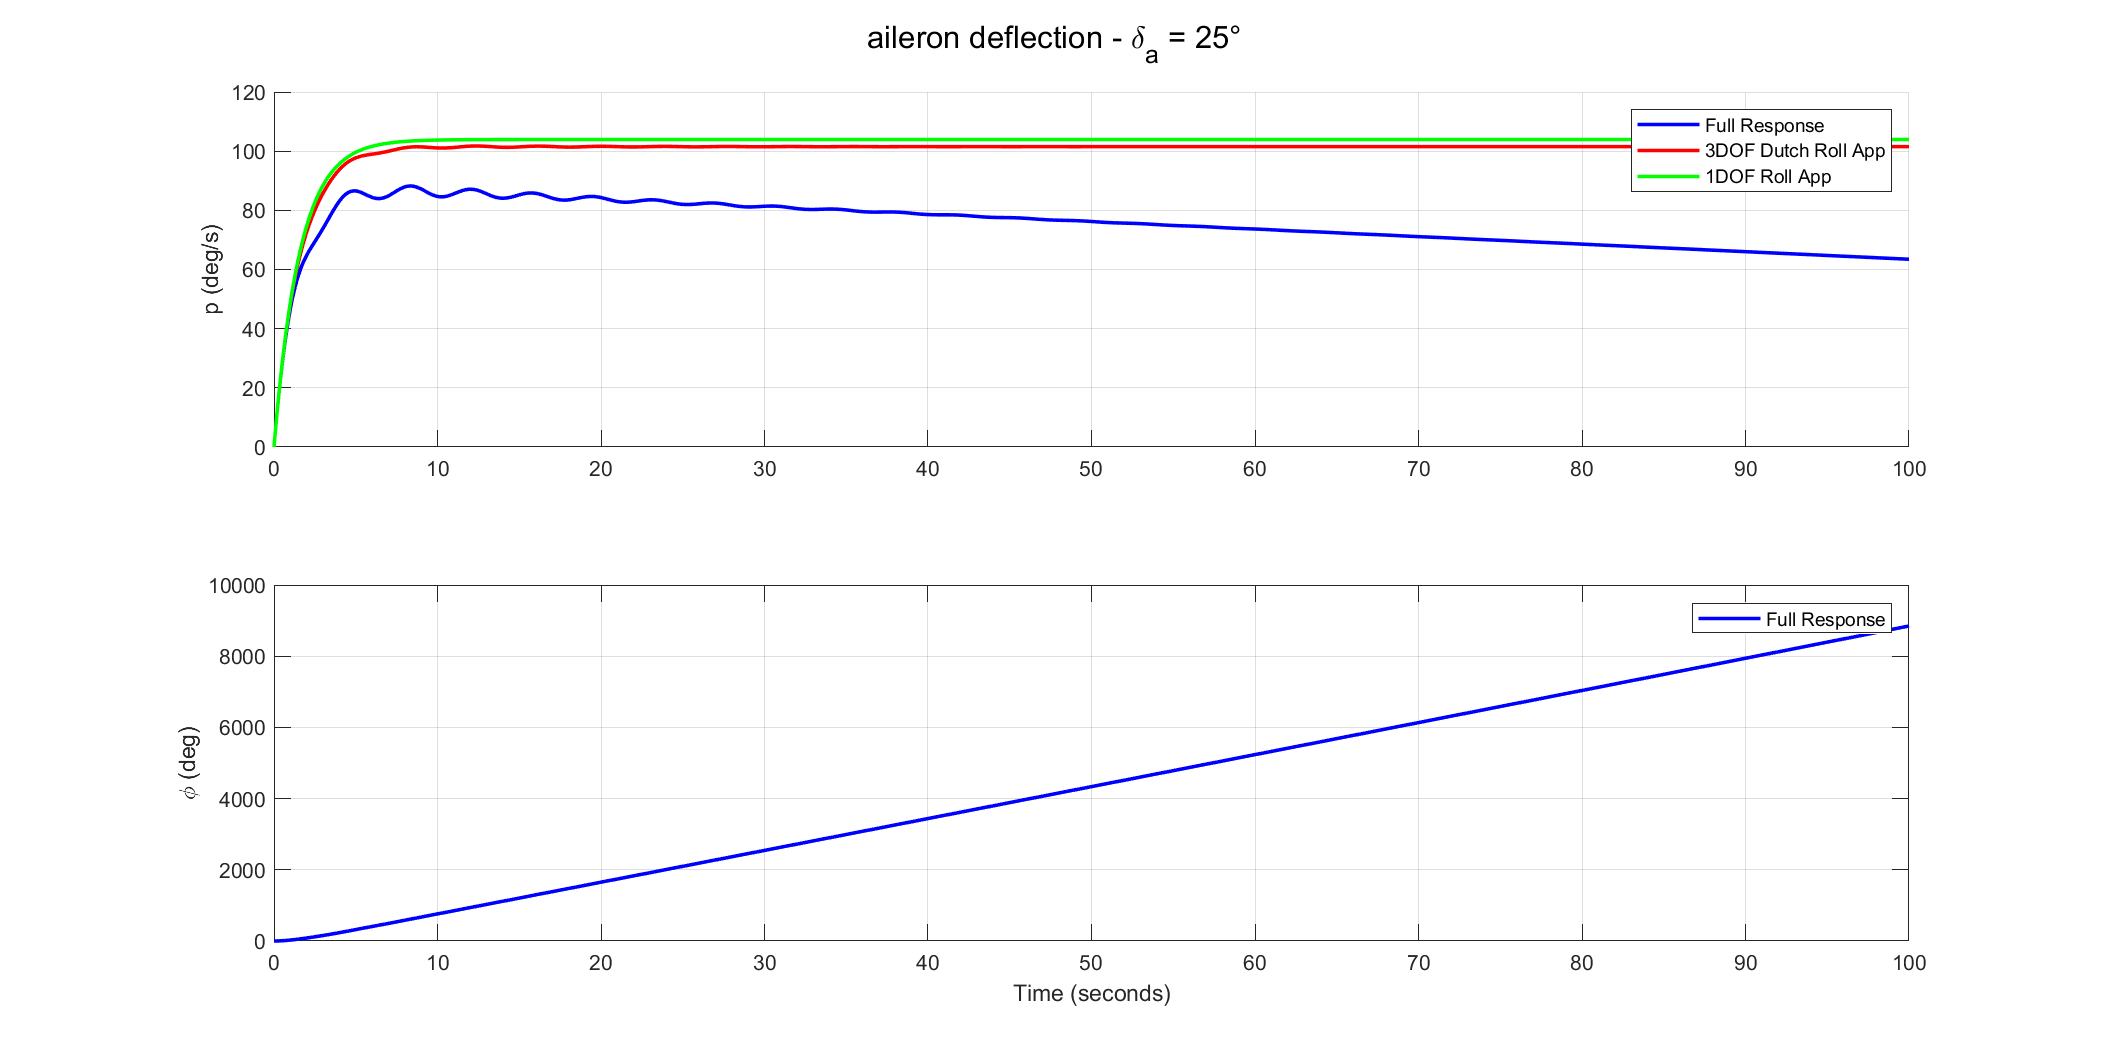 aileron deflection - δa = 25°
120
100
80
60
40
20
0
p (deg/s)
0 10 20 30 40 50 60 70 80 90 100
Full Response
3DOF Dutch Roll App
1DOF Roll App
10000
8000
6000
4000
2000
0
ϕ (deg)
0 10 20 30 40 50 60 70 80 90 100
Time (seconds)
Full Response